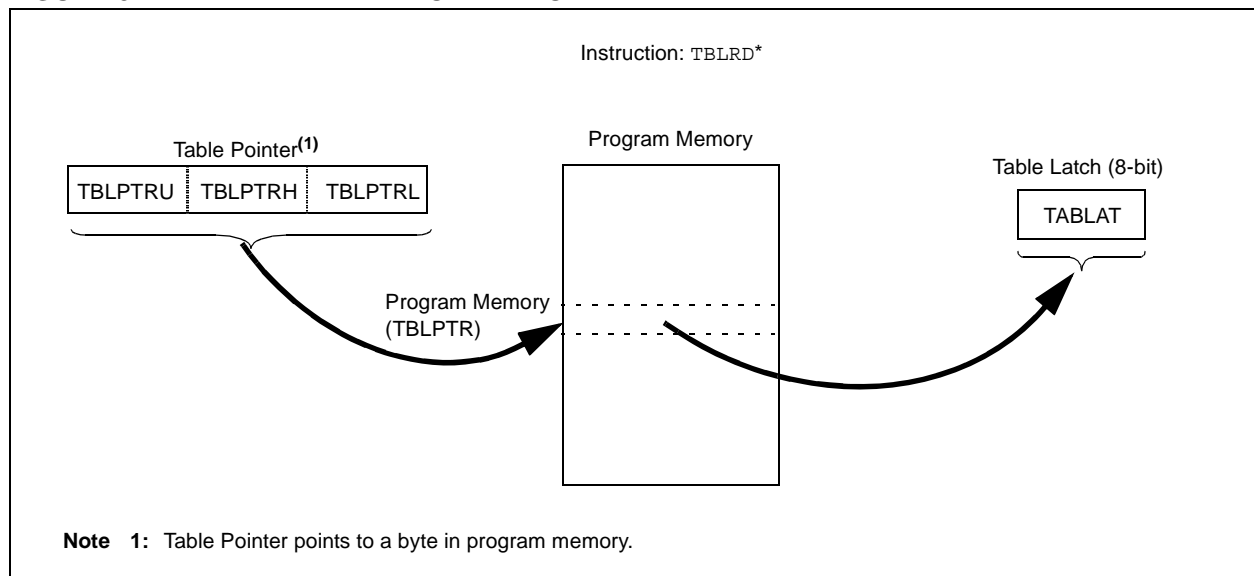 Instruction: TBLRD*
Program Memory
Table Pointer(1)
Table Latch (8-bit)
TBLPTRU TBLPTRH TBLPTRL
TABLAT
Program Memory
(TBLPTR)
Note 1: Table Pointer points to a byte in program memory.